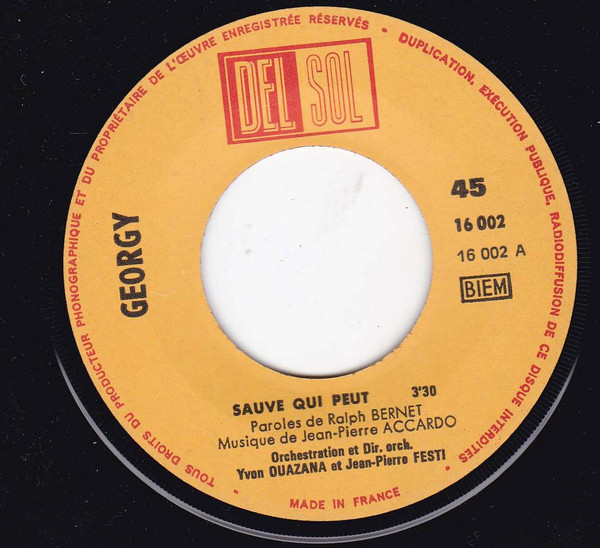 TOUS DROITS DU PRODUCTEUR PHONOGRAPHIQUE ET DU PROPRIÉTAIRE DE L'ŒUVRE ENREGISTRÉE RÉSERVÉS • DUPLICATION, EXÉCUTION PUBLIQUE, RADIODIFFUSION DE CE DISQUE INTERDITES •
DEL SOL
GEORGY
45
16 002
16 002 A
BIEM
SAUVE QUI PEUT 3'30
Paroles de Ralph BERNET
Musique de Jean-Pierre ACCARDO
Orchestration et Dir. orch.
Yvon OUAZANA et Jean-Pierre FESTI
MADE IN FRANCE